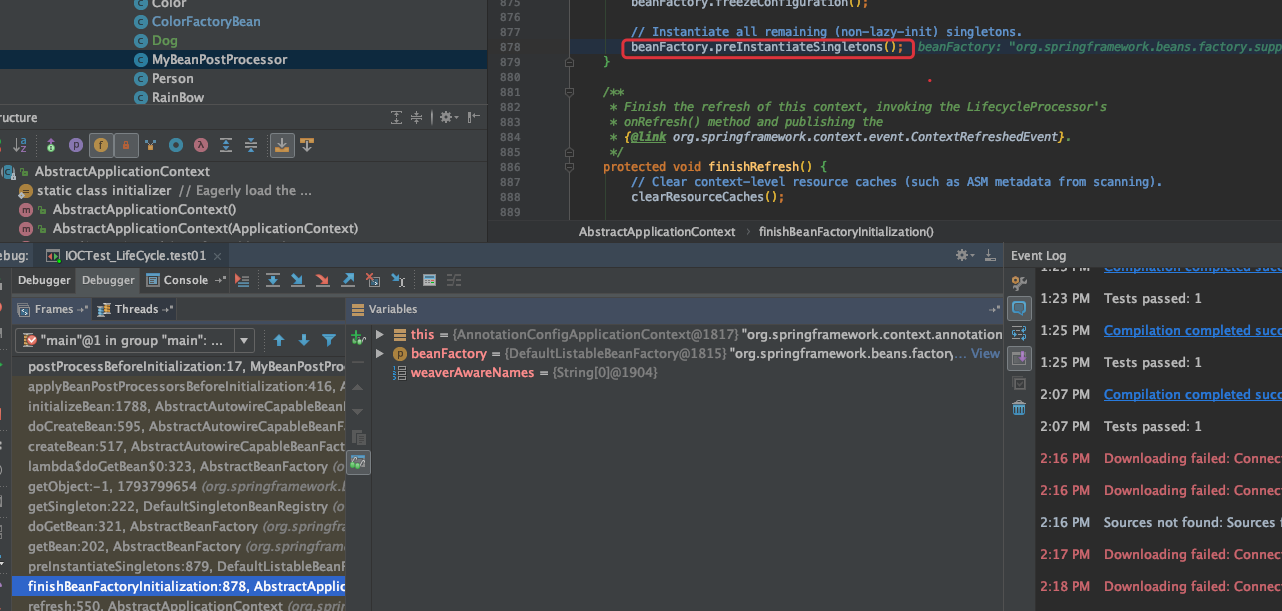 Color
ColorFactoryBean
Dog
MyBeanPostProcessor
Person
RainBow
ructure
AbstractApplicationContext
static class initializer // Eagerly load the ...
AbstractApplicationContext()
AbstractApplicationContext(ApplicationContext)
875 beanFactory.freezeConfiguration();
876
877 // Instantiate all remaining (non-lazy-init) singletons.
878 beanFactory.preInstantiateSingletons(); beanFactory: "org.springframework.beans.factory.supp
879 }
880
881 /**
882 * Finish the refresh of this context, invoking the LifecycleProcessor's
883 * onRefresh() method and publishing the
884 * {@link org.springframework.context.event.ContextRefreshedEvent}.
885 */
886 protected void finishRefresh() {
887 // Clear context-level resource caches (such as ASM metadata from scanning).
888 clearResourceCaches();
889
AbstractApplicationContext › finishBeanFactoryInitialization()
ebug: IOCTest_LifeCycle.test01
Debugger Debugger Console
Frames Threads
"main"@1 in group "main": ...
postProcessBeforeInitialization:17, MyBeanPostProc
applyBeanPostProcessorsBeforeInitialization:416, A
initializeBean:1788, AbstractAutowireCapableBeanF
doCreateBean:595, AbstractAutowireCapableBeanF
createBean:517, AbstractAutowireCapableBeanFact
lambda$doGetBean$0:323, AbstractBeanFactory (o
getObject:-1, 1793799654 (org.springframework.b
getSingleton:222, DefaultSingletonBeanRegistry (o
doGetBean:321, AbstractBeanFactory (org.springfra
getBean:202, AbstractBeanFactory (org.springfram
preInstantiateSingletons:879, DefaultListableBeanF
finishBeanFactoryInitialization:878, AbstractApplic
refresh:550, AbstractApplicationContext (org.sprin
Variables
this = {AnnotationConfigApplicationContext@1817} "org.springframework.context.annotation
beanFactory = {DefaultListableBeanFactory@1815} "org.springframework.beans.factory... View
weaverAwareNames = {String[0]@1904}
Event Log
1:23 PM Compilation completed succ
1:23 PM Tests passed: 1
1:25 PM Compilation completed succ
1:25 PM Tests passed: 1
2:07 PM Compilation completed succ
2:07 PM Tests passed: 1
2:16 PM Downloading failed: Connec
2:16 PM Downloading failed: Connec
2:16 PM Sources not found: Sources f
2:17 PM Downloading failed: Connec
2:18 PM Downloading failed: Connec